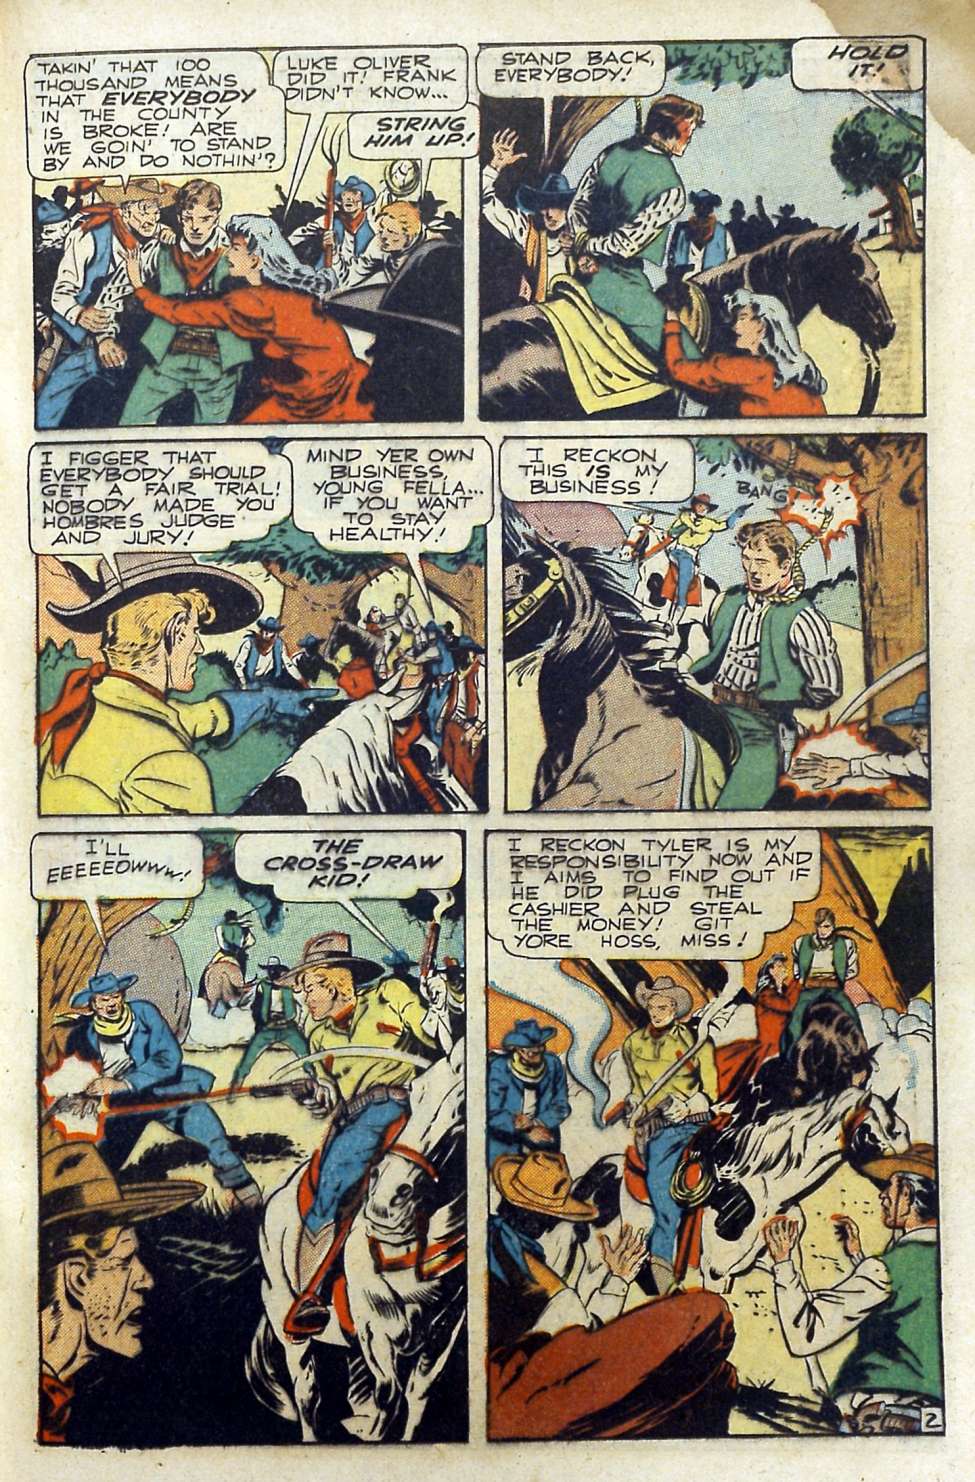 TAKIN' THAT 100
THOUSAND MEANS
THAT EVERYBODY
IN THE COUNTY
IS BROKE! ARE
WE GOIN' TO STAND
BY AND DO NOTHIN'?
LUKE OLIVER
DID IT! FRANK
DIDN'T KNOW...
STRING
HIM UP!
STAND BACK,
EVERYBODY!
HOLD
IT!
I FIGGER THAT
EVERYBODY SHOULD
GET A FAIR TRIAL!
NOBODY MADE YOU
HOMBRES JUDGE
AND JURY!
MIND YER OWN
BUSINESS,
YOUNG FELLA...
IF YOU WANT
TO STAY
HEALTHY!
I RECKON
THIS IS MY
BUSINESS!
BANG
I'LL
EEEEEOWWW!
THE
CROSS-DRAW
KID!
I RECKON TYLER IS MY
RESPONSIBILITY NOW AND
I AIMS TO FIND OUT IF
HE DID PLUG THE
CASHIER AND STEAL
THE MONEY! GIT
YORE HOSS, MISS!
2